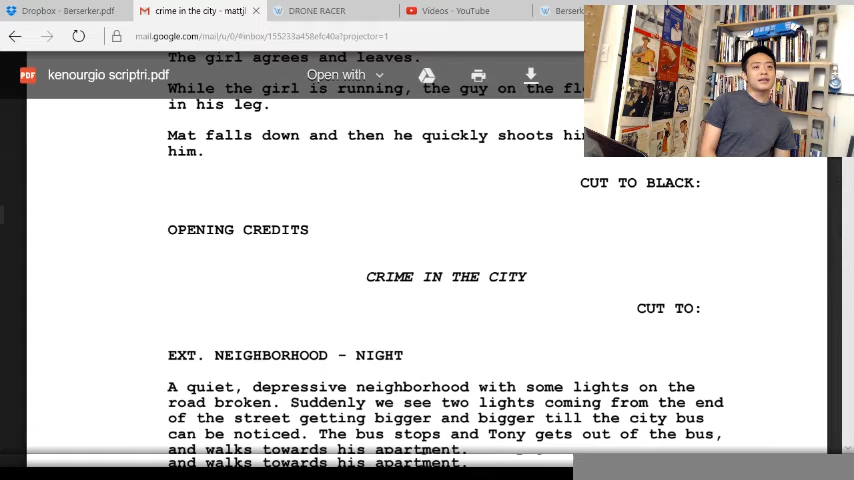 Dropbox - Berserker.pdf
crime in the city - mattj
DRONE RACER
Videos - YouTube
Berserk
mail.google.com/mail/u/0/#inbox/155233a458efc40a?projector=1
The girl agrees and leaves.
PDF kenourgio scriptri.pdf
Open with
While the girl is running, the guy on the
in his leg.
Mat falls down and then he quickly shoots
him.
CUT TO BLACK:
OPENING CREDITS
CRIME IN THE CITY
CUT TO:
EXT. NEIGHBORHOOD - NIGHT
A quiet, depressive neighborhood with some lights on the
road broken. Suddenly we see two lights coming from the end
of the street getting bigger and bigger till the city bus
can be noticed. The bus stops and Tony gets out of the bus,
and walks towards his apartment.
and walks towards his apartment.